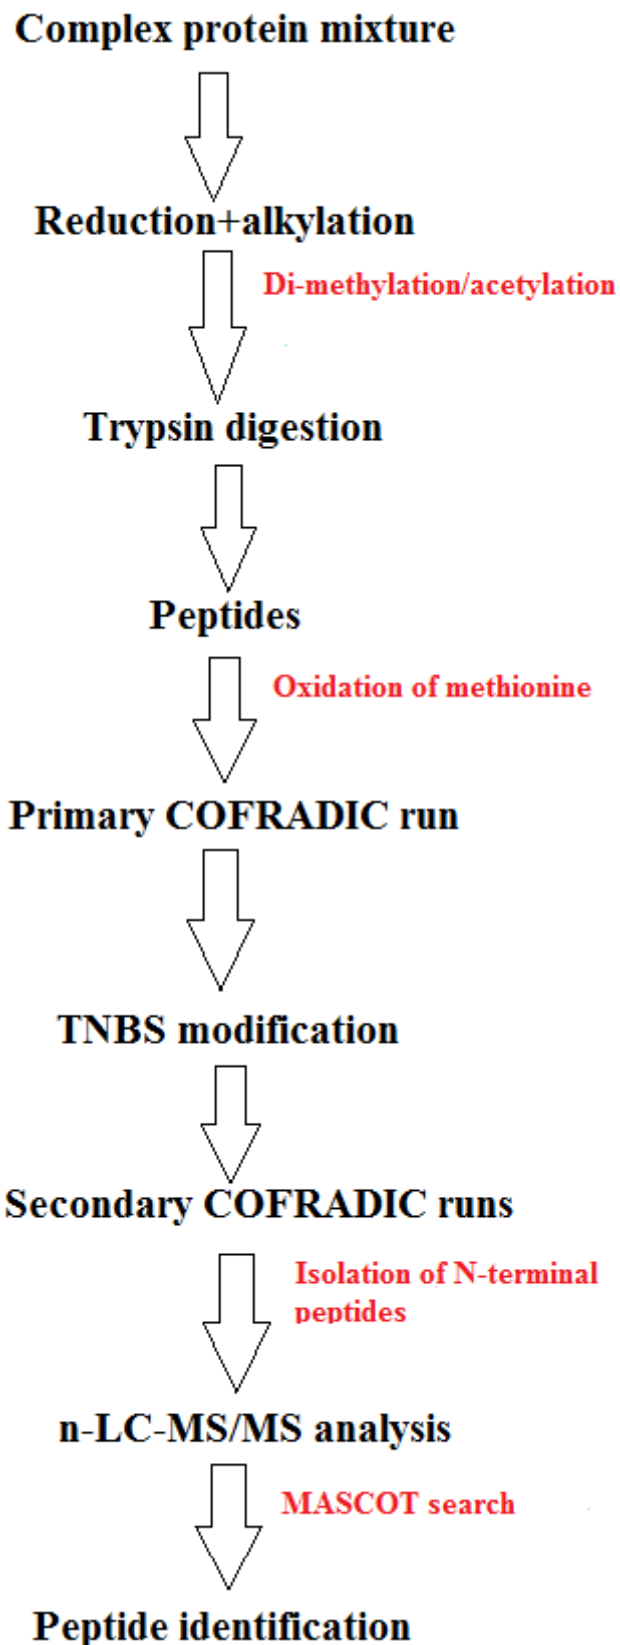 Complex protein mixture
Reduction+alkylation
Di-methylation/acetylation
Trypsin digestion
Peptides
Oxidation of methionine
Primary COFRADIC run
TNBS modification
Secondary COFRADIC runs
Isolation of N-terminal
peptides
n-LC-MS/MS analysis
MASCOT search
Peptide identification